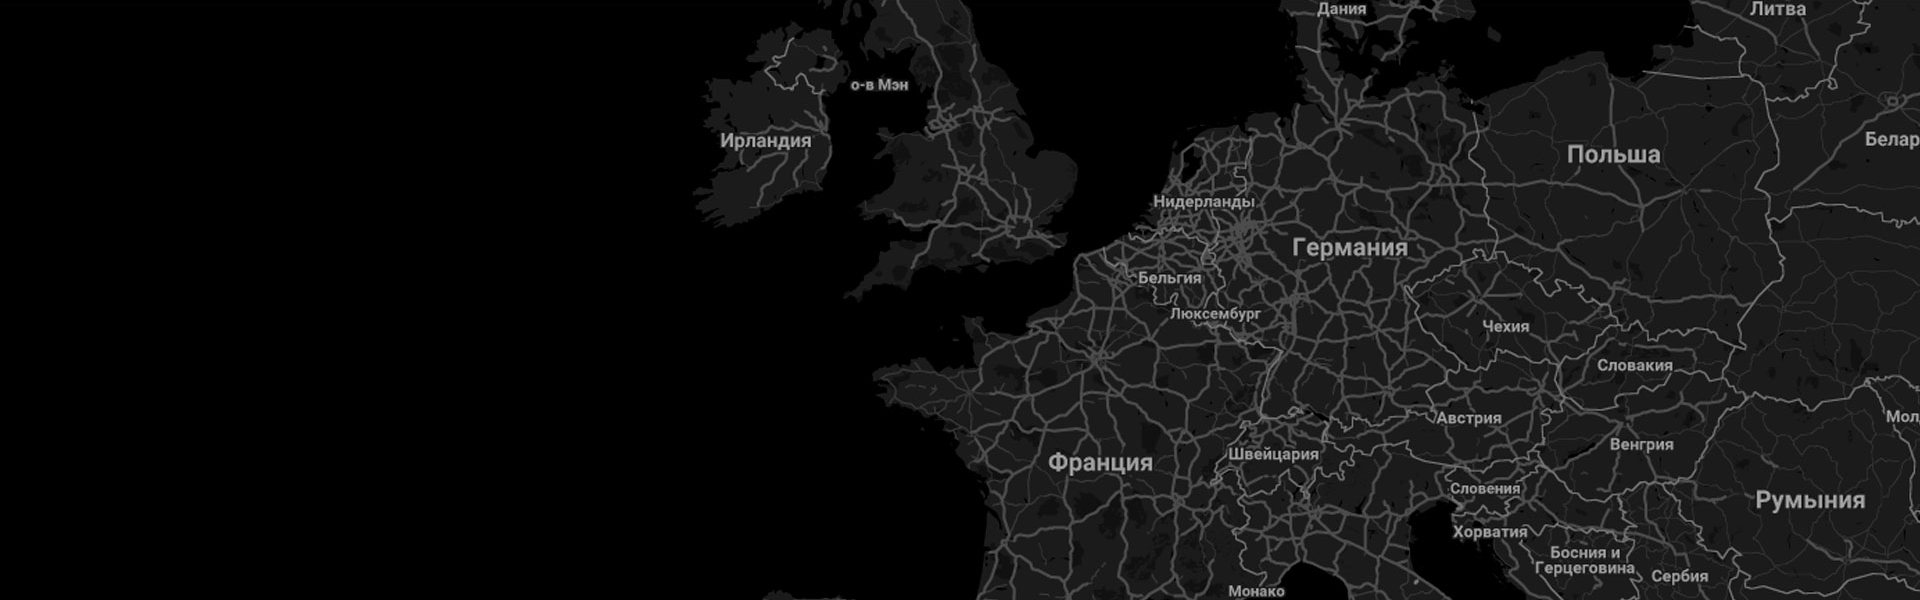 Дания
Литва
о-в Мэн
Ирландия
Белар
Польша
Нидерланды
Германия
Бельгия
Люксембург
Чехия
Словакия
Австрия
Мол
Венгрия
Швейцария
Франция
Словения
Румыния
Хорватия
Босния и
Герцеговина
Сербия
Монако